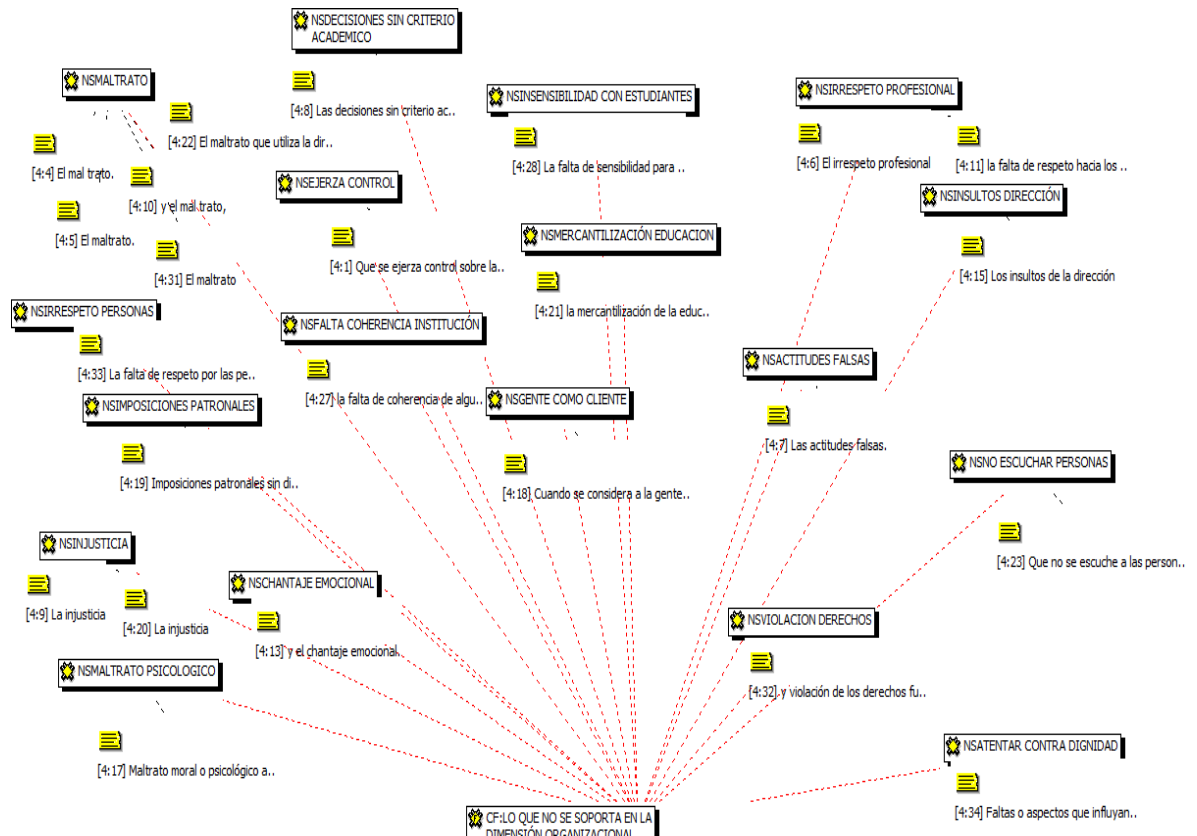 NSDECISIONES SIN CRITERIO
ACADEMICO
[4:8] Las decisiones sin criterio ac..
NSMALTRATO
[4:22] El maltrato que utiliza la dir..
[4:4] El mal trato.
[4:10] y el mal trato,
[4:5] El maltrato.
[4:31] El maltrato
NSINSENSIBILIDAD CON ESTUDIANTES
[4:28] La falta de sensibilidad para ..
NSIRRESPETO PROFESIONAL
[4:6] El irrespeto profesional
[4:11] la falta de respeto hacia los ..
NSEJERZA CONTROL
[4:1] Que se ejerza control sobre la..
NSINSULTOS DIRECCIÓN
[4:15] Los insultos de la dirección
NSMERCANTILIZACIÓN EDUCACION
[4:21] la mercantilización de la educ..
NSIRRESPETO PERSONAS
[4:33] La falta de respeto por las pe..
NSFALTA COHERENCIA INSTITUCIÓN
[4:27] la falta de coherencia de algu..
NSACTITUDES FALSAS
[4:7] Las actitudes falsas.
NSIMPOSICIONES PATRONALES
[4:19] Imposiciones patronales sin di..
NSGENTE COMO CLIENTE
[4:18] Cuando se considera a la gente..
NSNO ESCUCHAR PERSONAS
[4:23] Que no se escuche a las person..
NSINJUSTICIA
[4:9] La injusticia
[4:20] La injusticia
NSCHANTAJE EMOCIONAL
[4:13] y el chantaje emocional.
NSVIOLACION DERECHOS
[4:32] y violación de los derechos fu..
NSMALTRATO PSICOLOGICO
[4:17] Maltrato moral o psicológico a..
NSATENTAR CONTRA DIGNIDAD
[4:34] Faltas o aspectos que influyan..
CF:LO QUE NO SE SOPORTA EN LA
DIMENSIÓN ORGANIZACIONAL